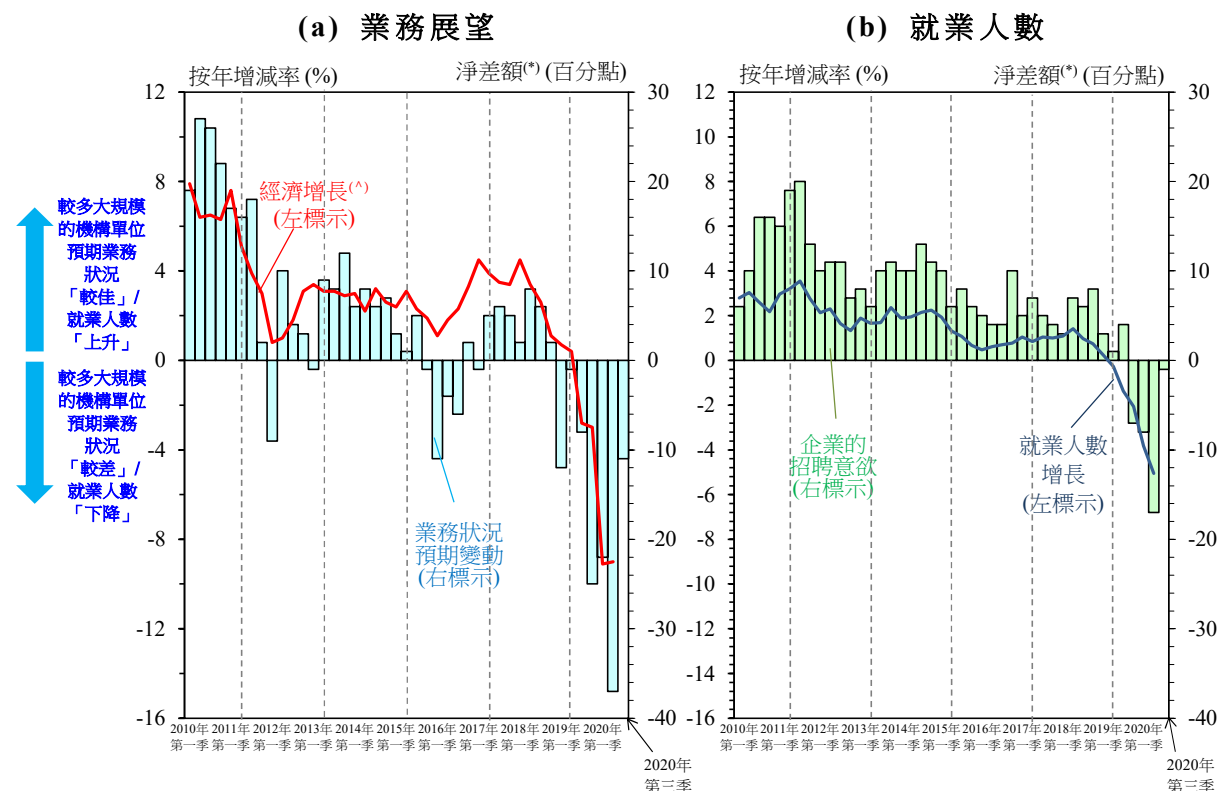 (a) 業務展望
按年增減率 (%)
淨差額(*) (百分點)
12
8
4
0
-4
-8
-12
-16
30
20
10
0
-10
-20
-30
-40
較多大規模
的機構單位
預期業務
狀況
「較佳」/
就業人數
「上升」
較多大規模
的機構單位
預期業務
狀況
「較差」/
就業人數
「下降」
經濟增長(^)
(左標示)
業務狀況
預期變動
(右標示)
2010年 2011年 2012年 2013年 2014年 2015年 2016年 2017年 2018年 2019年 2020年
第一季 第一季 第一季 第一季 第一季 第一季 第一季 第一季 第一季 第一季 第一季
2020年
第三季
(b) 就業人數
按年增減率 (%)
淨差額(*) (百分點)
12
10
8
6
4
2
0
-2
-4
-6
-8
-10
-12
-14
-16
30
20
10
0
-10
-20
-30
-40
企業的
招聘意欲
(右標示)
就業人數
增長
(左標示)
2010年 2011年 2012年 2013年 2014年 2015年 2016年 2017年 2018年 2019年 2020年
第一季 第一季 第一季 第一季 第一季 第一季 第一季 第一季 第一季 第一季 第一季
2020年
第三季